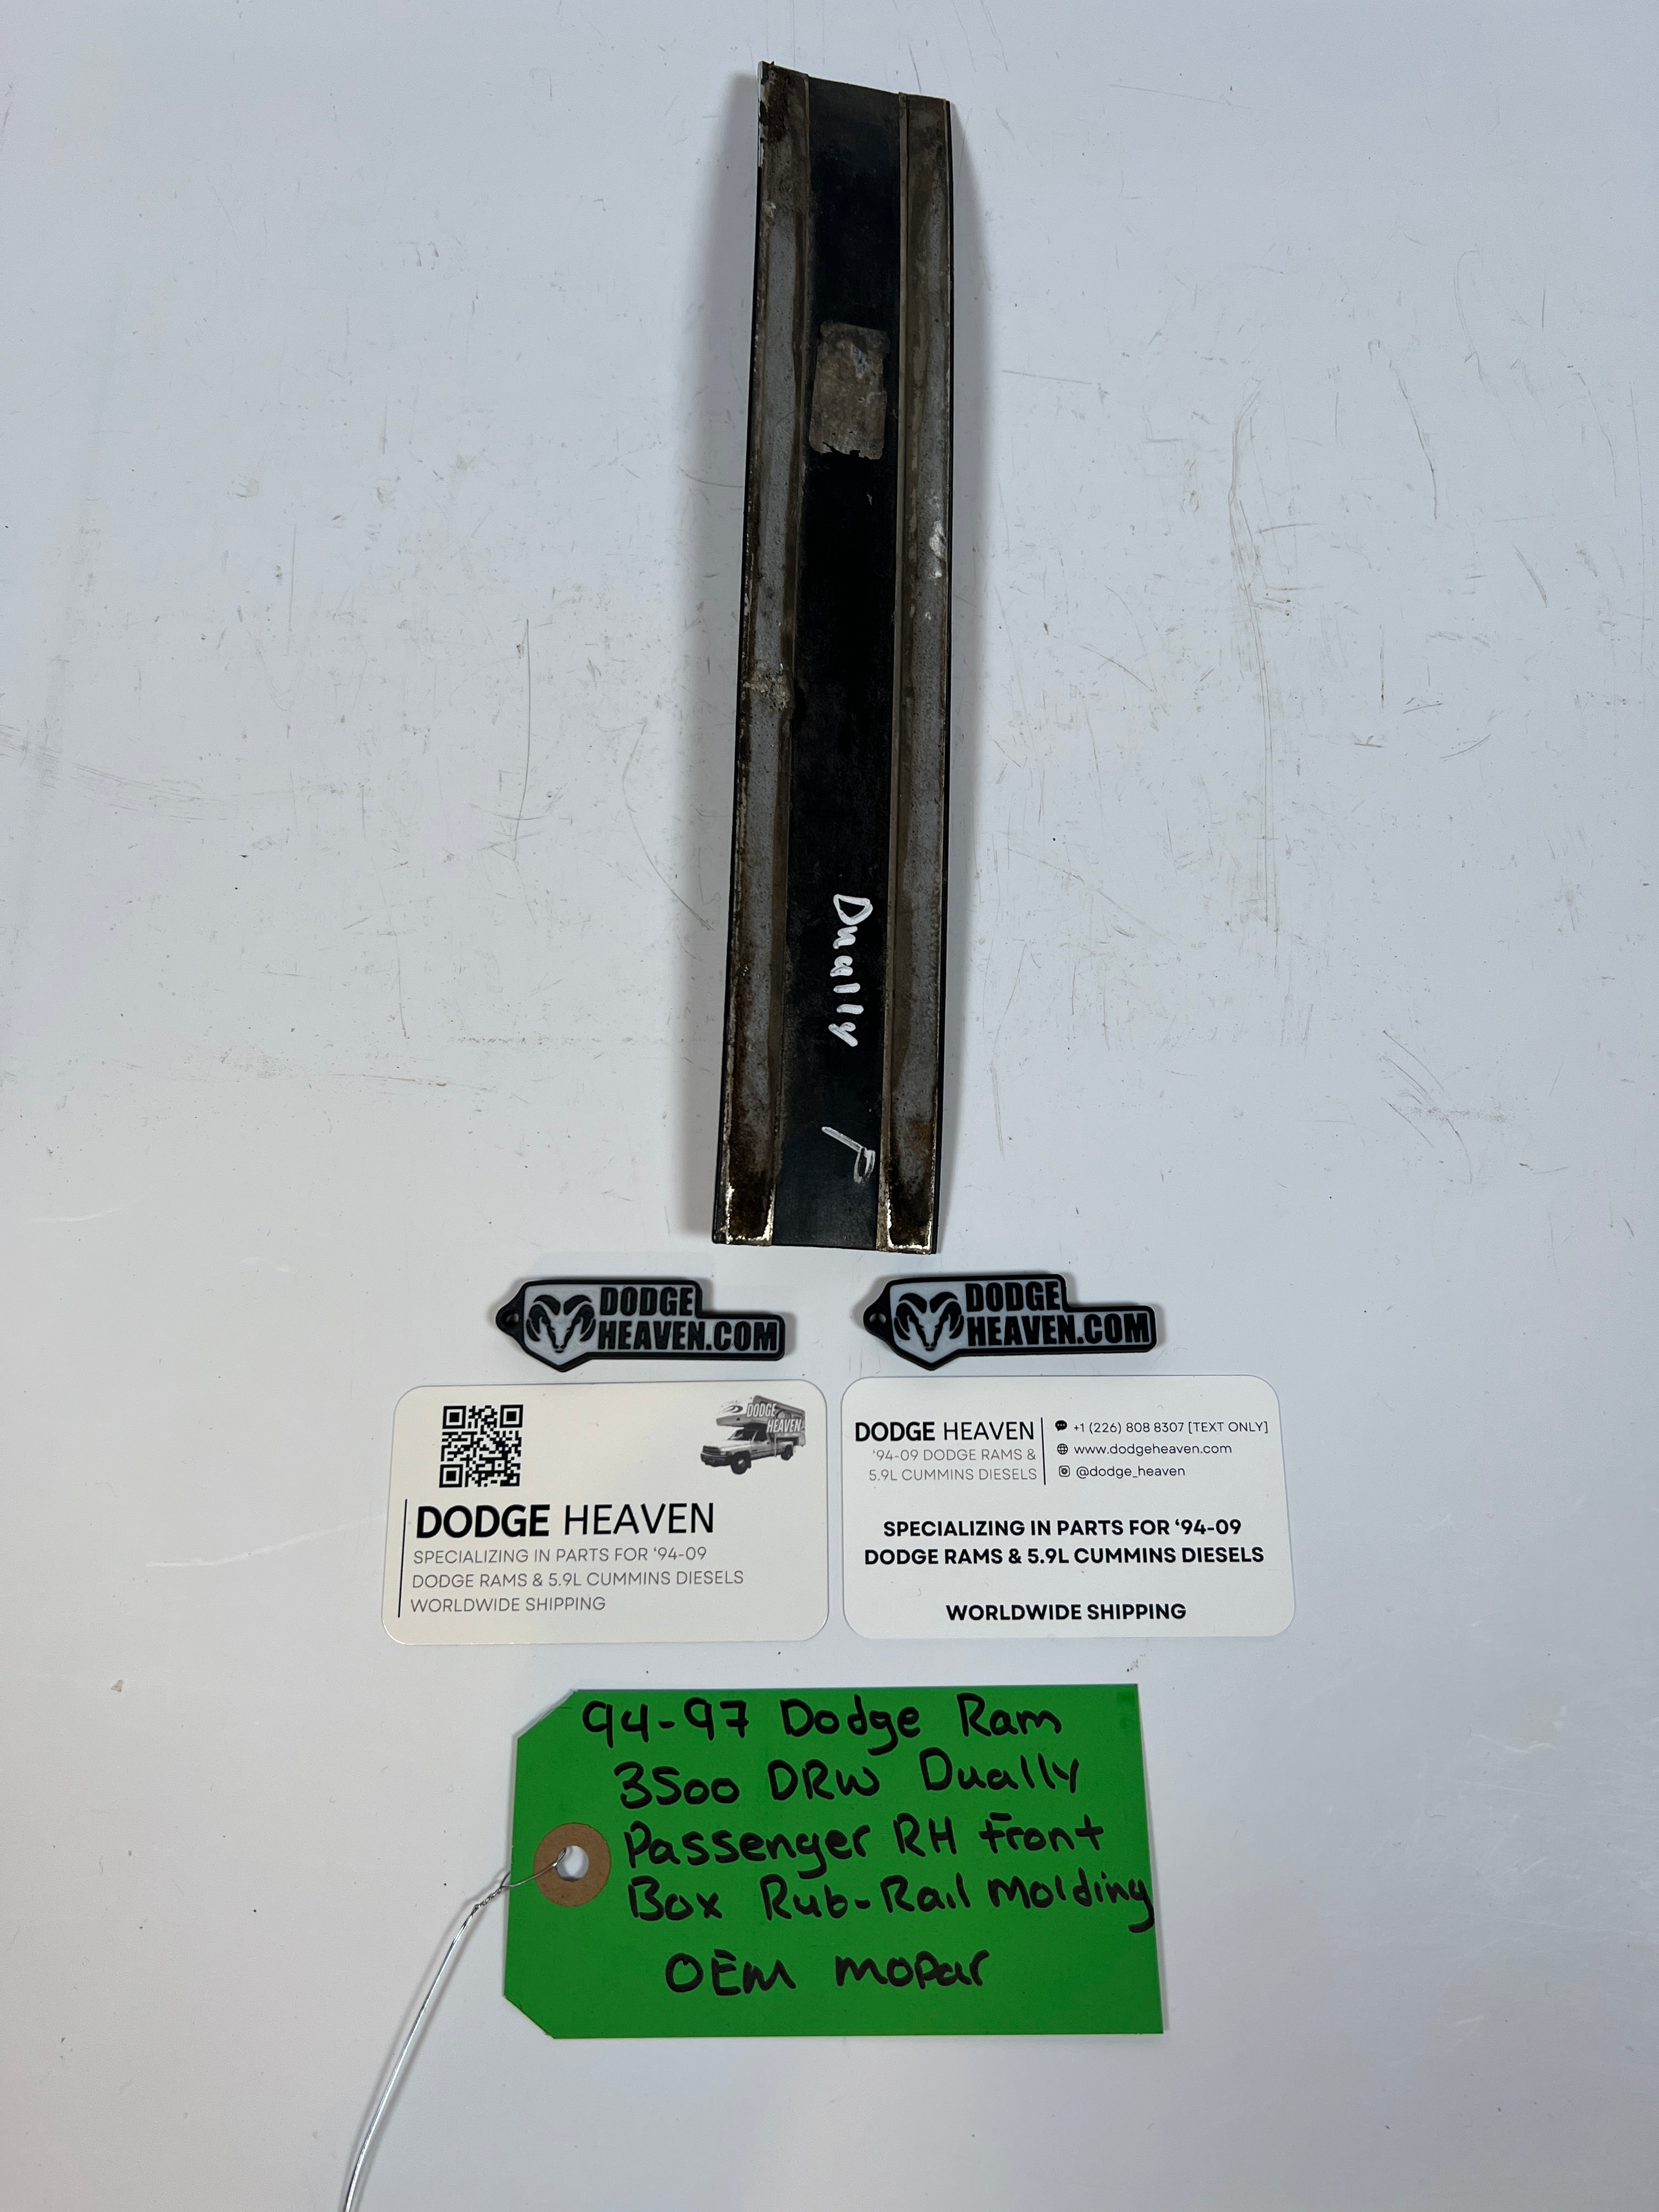 Dually
P
DODGE
HEAVEN.COM
DODGE
HEAVEN.COM
DODGE
HEAVEN
DODGE HEAVEN
SPECIALIZING IN PARTS FOR ‘94-09
DODGE RAMS & 5.9L CUMMINS DIESELS
WORLDWIDE SHIPPING
DODGE HEAVEN
‘94-09 DODGE RAMS &
5.9L CUMMINS DIESELS
+1 (226) 808 8307 [TEXT ONLY]
www.dodgeheaven.com
@dodge_heaven
SPECIALIZING IN PARTS FOR ‘94-09
DODGE RAMS & 5.9L CUMMINS DIESELS
WORLDWIDE SHIPPING
94-97 Dodge Ram
3500 DRW Dually
Passenger RH Front
Box Rub-Rail Molding
OEM Mopar